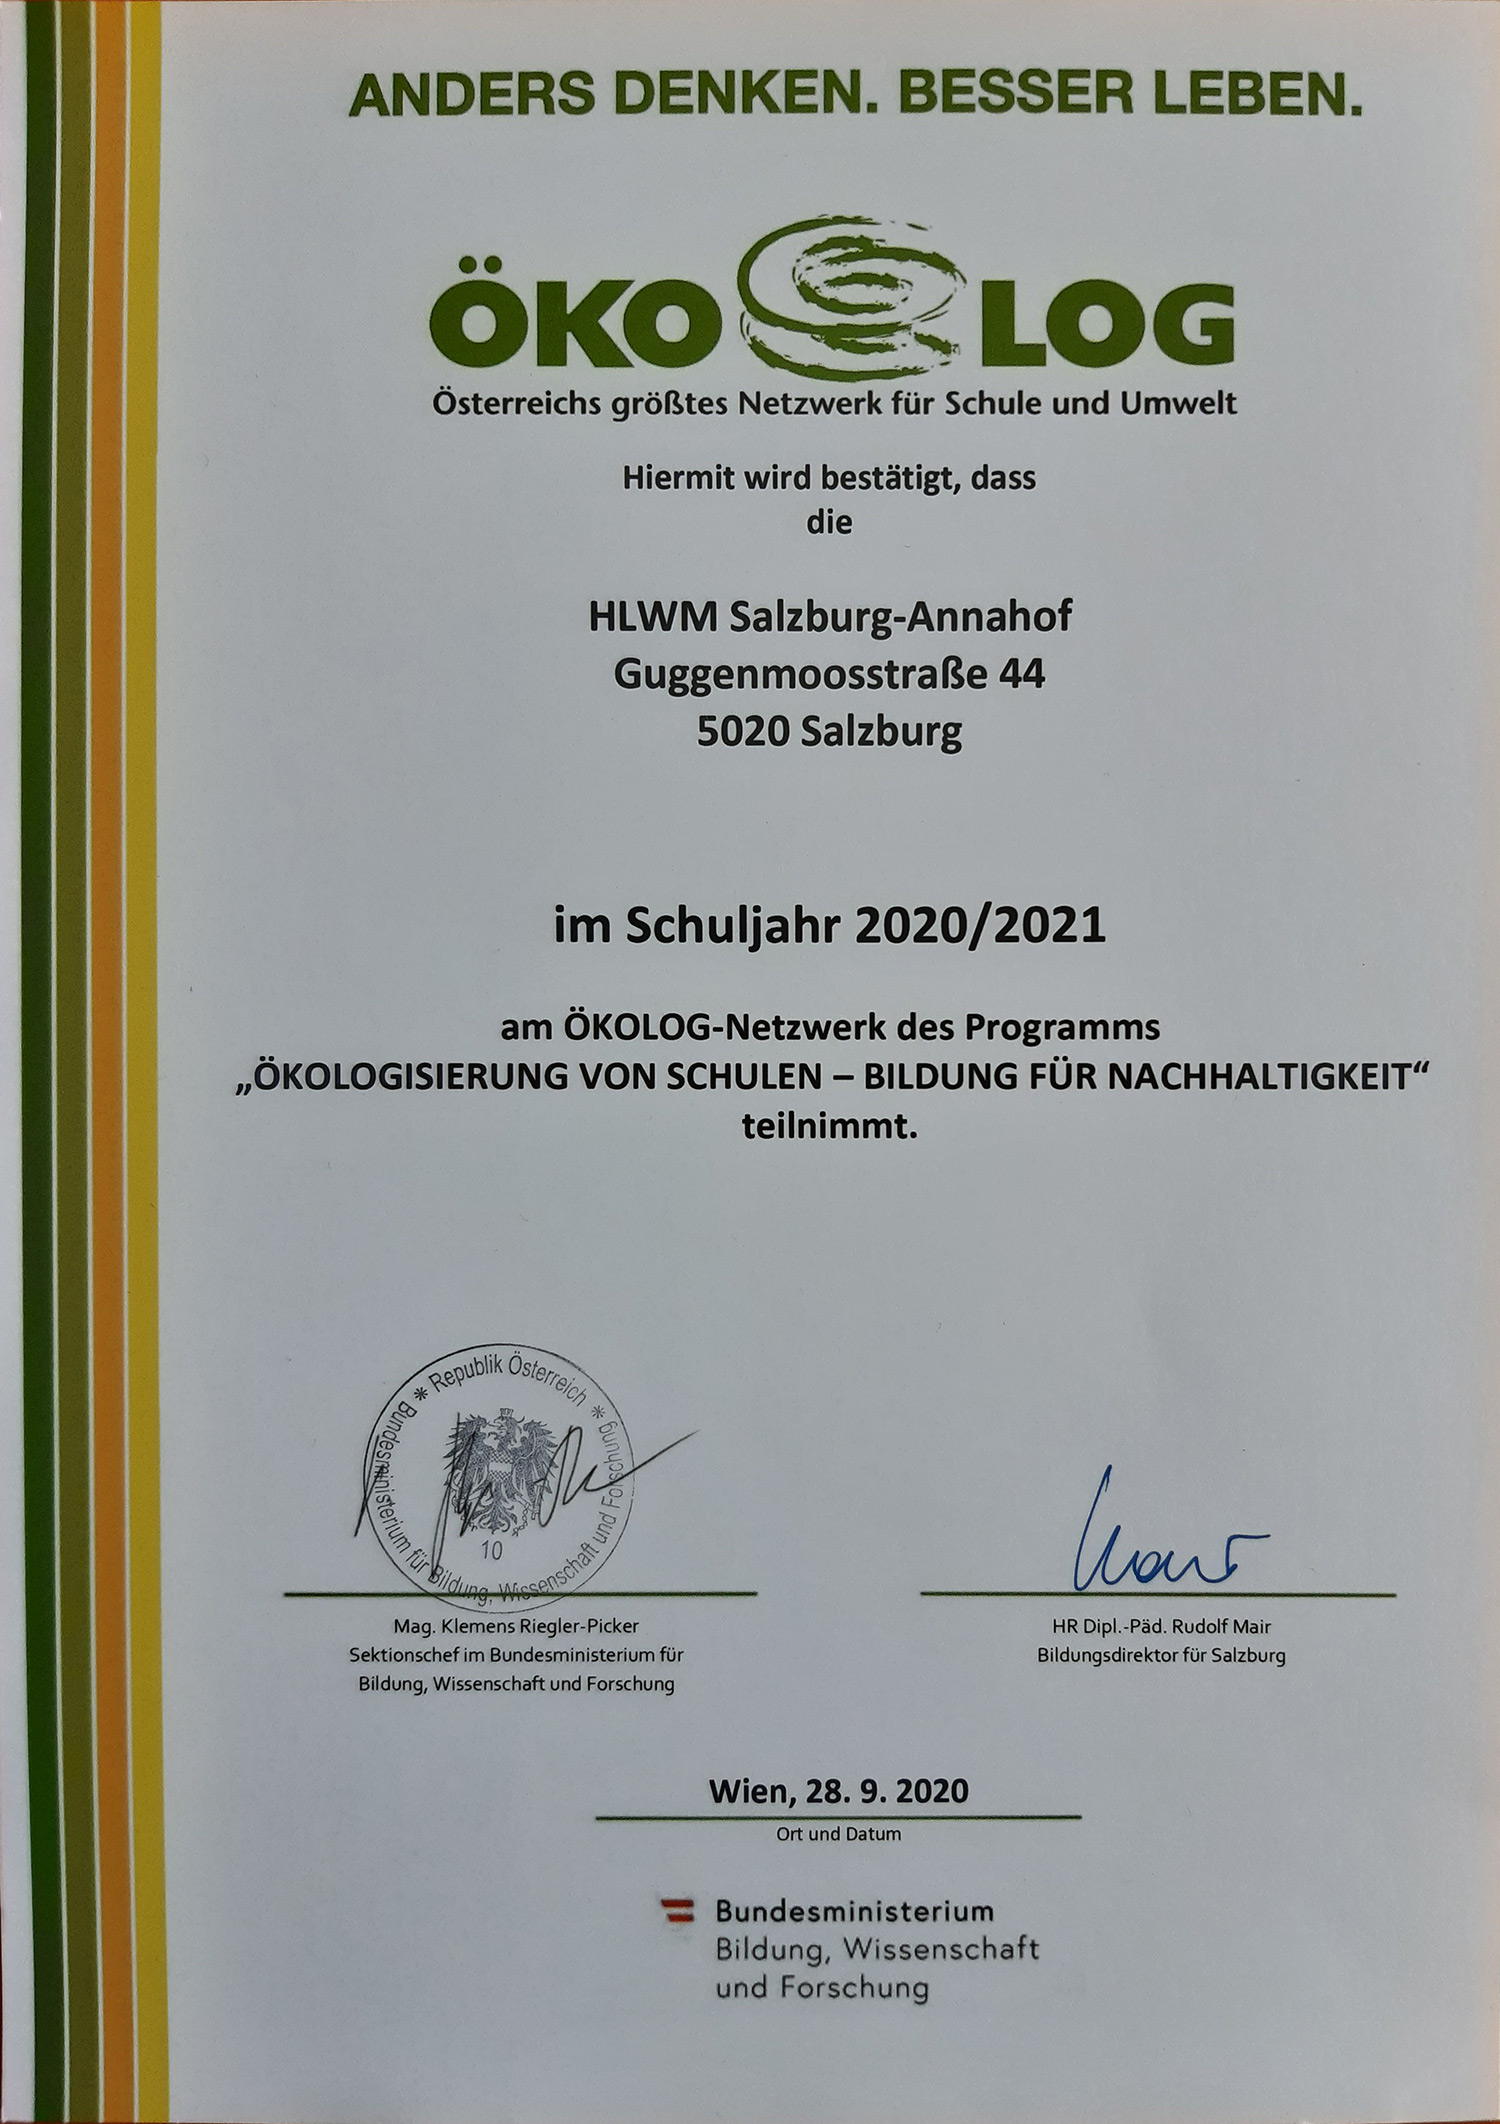 ANDERS DENKEN. BESSER LEBEN.
ÖKOLOG
Österreichs größtes Netzwerk für Schule und Umwelt
Hiermit wird bestätigt, dass
die
HLWM Salzburg-Annahof
Guggenmoosstraße 44
5020 Salzburg
im Schuljahr 2020/2021
am ÖKOLOG-Netzwerk des Programms
„ÖKOLOGISIERUNG VON SCHULEN – BILDUNG FÜR NACHHALTIGKEIT“
teilnimmt.
* Republik Österreich *
Bundesministerium für Bildung, Wissenschaft und Forschung
10
Mag. Klemens Riegler-Picker
Sektionschef im Bundesministerium für
Bildung, Wissenschaft und Forschung
HR Dipl.-Päd. Rudolf Mair
Bildungsdirektor für Salzburg
Wien, 28. 9. 2020
Ort und Datum
Bundesministerium
Bildung, Wissenschaft
und Forschung